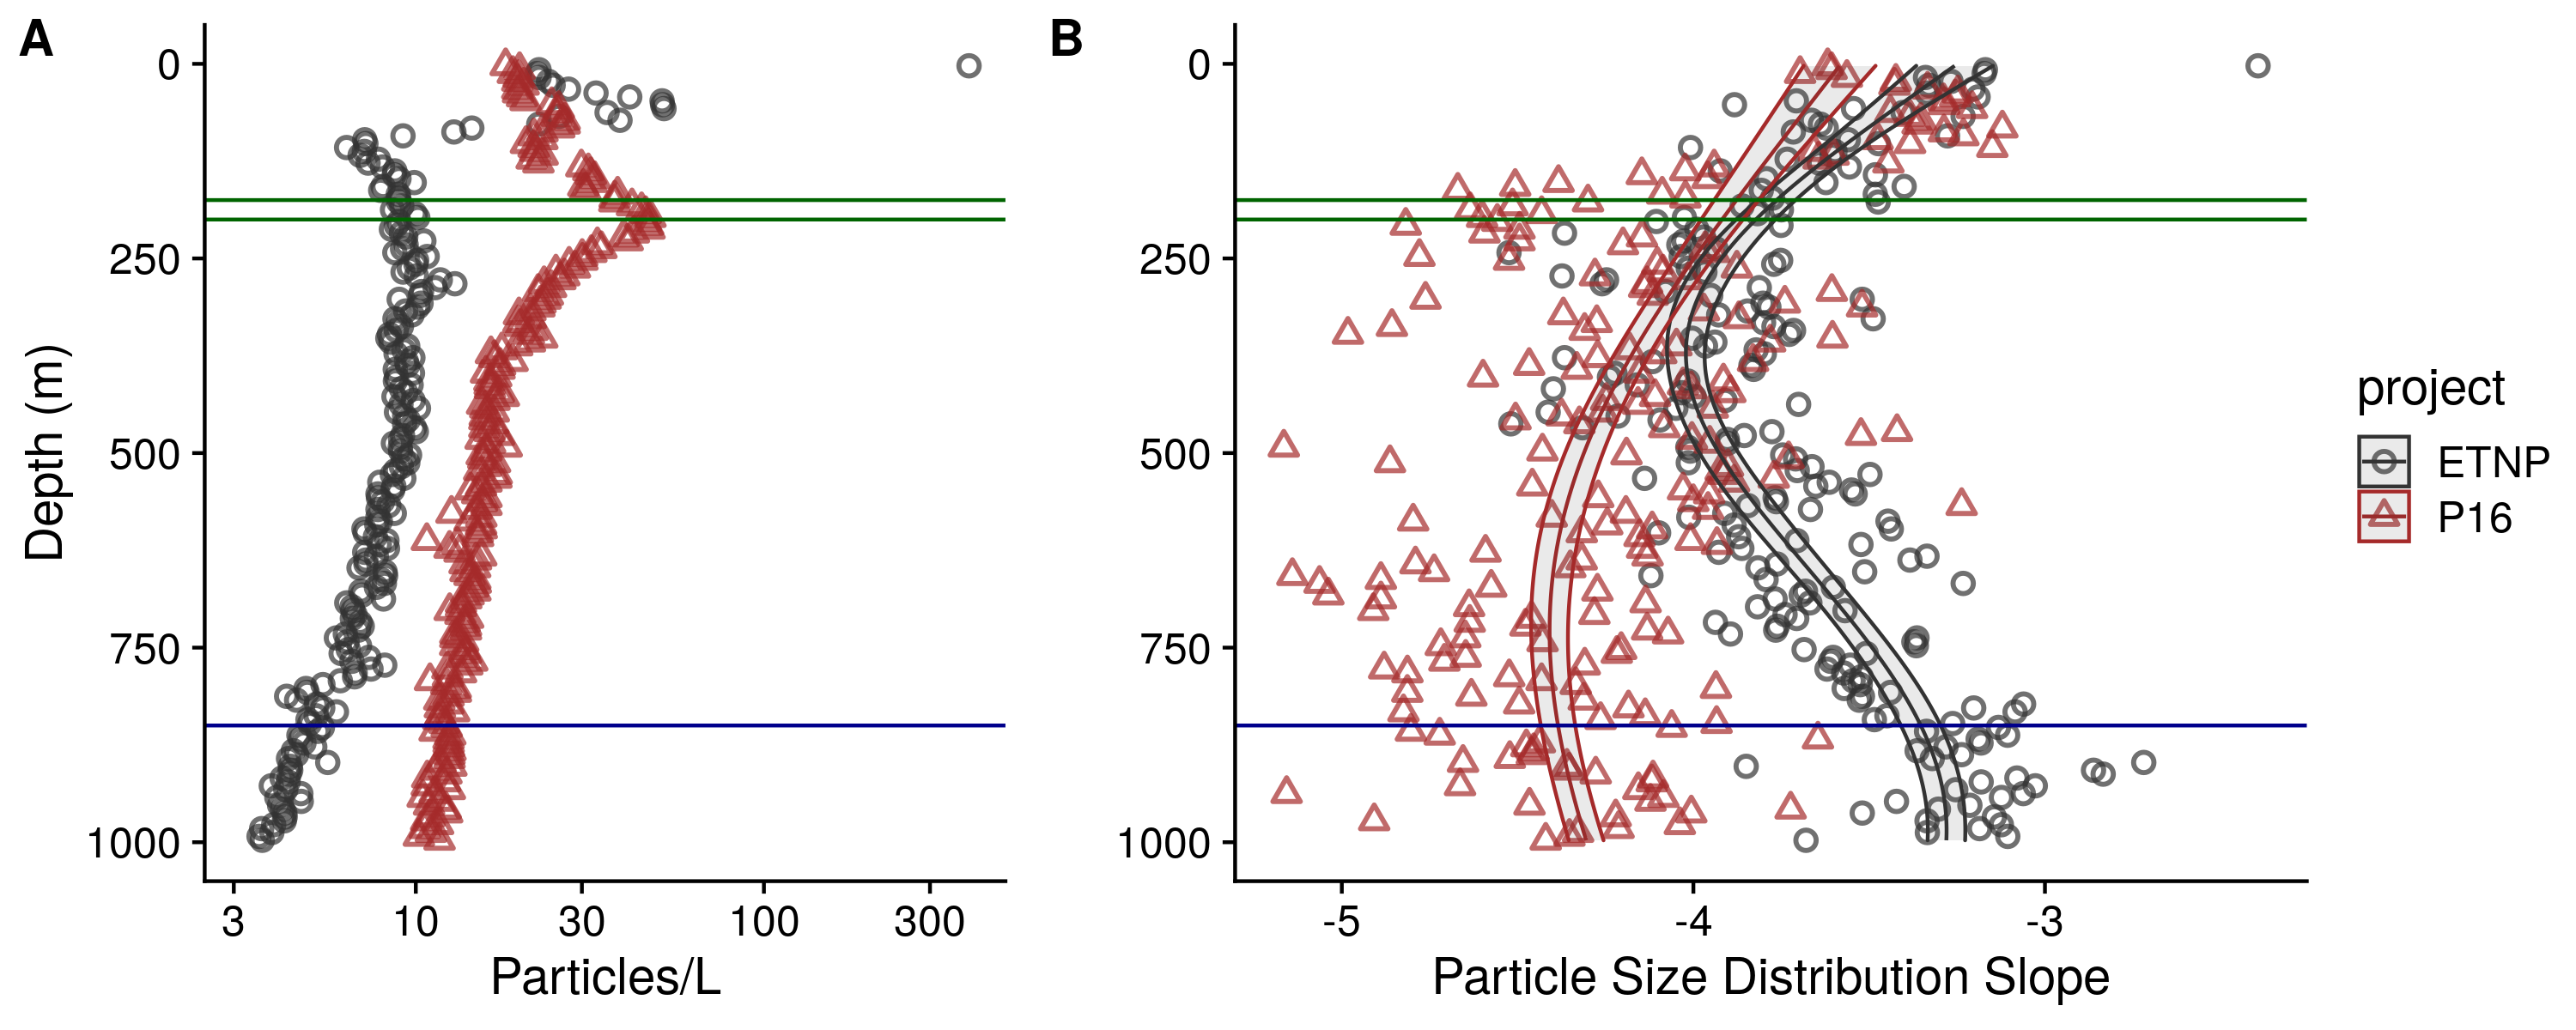 A
B
0
250
500
750
1000
Depth (m)
3 10 30 100 300
Particles/L
0
250
500
750
1000
-5 -4 -3
Particle Size Distribution Slope
project
ETNP
P16